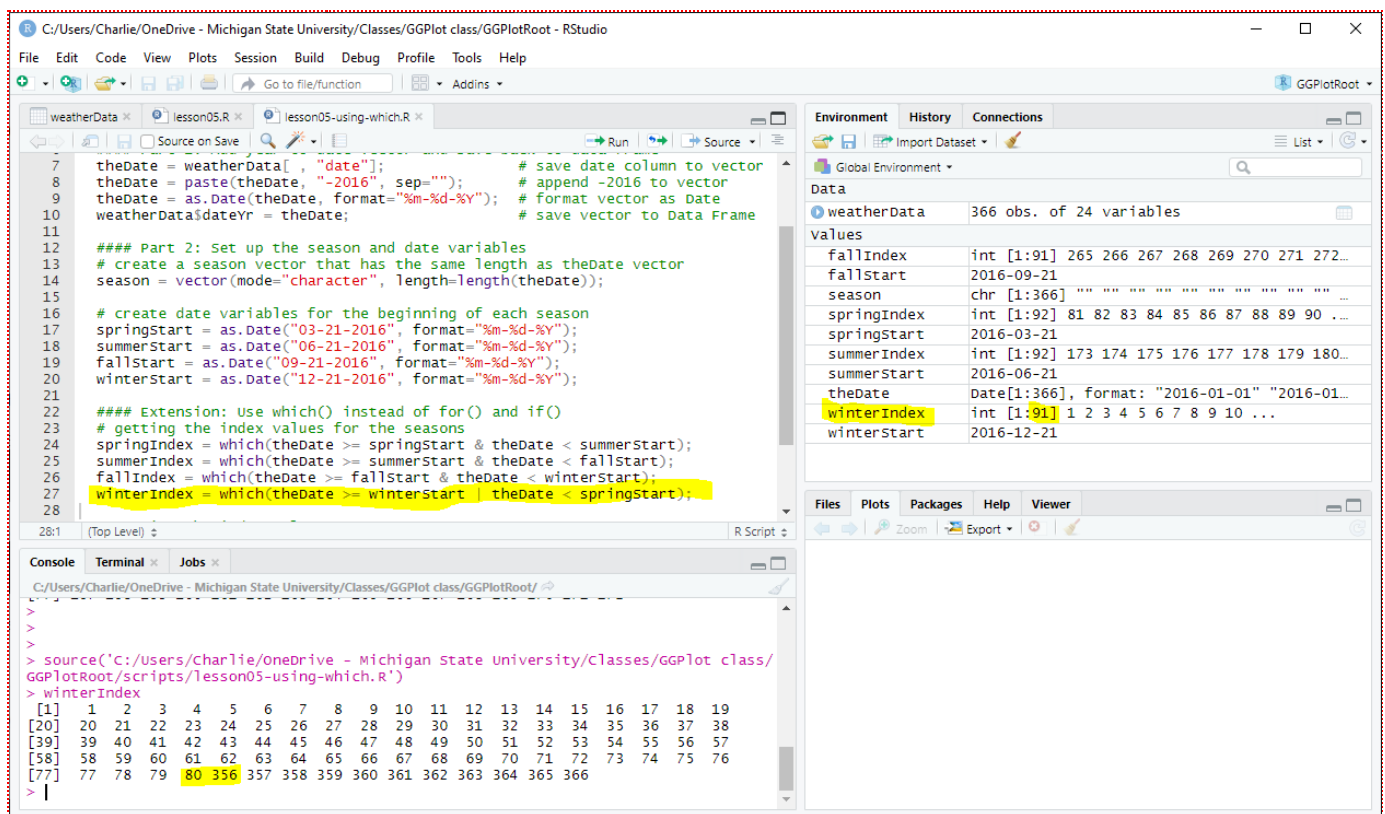 C:/Users/Charlie/OneDrive - Michigan State University/Classes/GGPlot class/GGPlotRoot - RStudio
File Edit Code View Plots Session Build Debug Profile Tools Help
Go to file/function Addins GGPlotRoot
weatherData lesson05.R lesson05-using-which.R
Source on Save Run Source
7 theDate = weatherData[ , "date"]; # save date column to vector
8 theDate = paste(theDate, "-2016", sep=""); # append -2016 to vector
9 theDate = as.Date(theDate, format="%m-%d-%Y"); # format vector as Date
10 weatherData$dateYr = theDate; # save vector to Data Frame
11
12 #### Part 2: Set up the season and date variables
13 # create a season vector that has the same length as theDate vector
14 season = vector(mode="character", length=length(theDate));
15
16 # create date variables for the beginning of each season
17 springStart = as.Date("03-21-2016", format="%m-%d-%Y");
18 summerStart = as.Date("06-21-2016", format="%m-%d-%Y");
19 fallStart = as.Date("09-21-2016", format="%m-%d-%Y");
20 winterStart = as.Date("12-21-2016", format="%m-%d-%Y");
21
22 #### Extension: Use which() instead of for() and if()
23 # getting the index values for the seasons
24 springIndex = which(theDate >= springStart & theDate < summerStart);
25 summerIndex = which(theDate >= summerStart & theDate < fallStart);
26 fallIndex = which(theDate >= fallStart & theDate < winterStart);
27 winterIndex = which(theDate >= winterStart | theDate < springStart);
28
28:1 (Top Level) R Script
Console Terminal Jobs
C:/Users/Charlie/OneDrive - Michigan State University/Classes/GGPlot class/GGPlotRoot/
>
>
>
> source('C:/Users/Charlie/OneDrive - Michigan State University/Classes/GGPlot class/
GGPlotRoot/scripts/lesson05-using-which.R')
> winterIndex
[1] 1 2 3 4 5 6 7 8 9 10 11 12 13 14 15 16 17 18 19
[20] 20 21 22 23 24 25 26 27 28 29 30 31 32 33 34 35 36 37 38
[39] 39 40 41 42 43 44 45 46 47 48 49 50 51 52 53 54 55 56 57
[58] 58 59 60 61 62 63 64 65 66 67 68 69 70 71 72 73 74 75 76
[77] 77 78 79 80 356 357 358 359 360 361 362 363 364 365 366
>
Environment History Connections
Import Dataset List
Global Environment
Data
weatherData 366 obs. of 24 variables
Values
fallIndex int [1:91] 265 266 267 268 269 270 271 272…
fallStart 2016-09-21
season chr [1:366] "" "" "" "" "" "" "" "" "" "" …
springIndex int [1:92] 81 82 83 84 85 86 87 88 89 90 .…
springStart 2016-03-21
summerIndex int [1:92] 173 174 175 176 177 178 179 180…
summerStart 2016-06-21
theDate Date[1:366], format: "2016-01-01" "2016-01…
winterIndex int [1:91] 1 2 3 4 5 6 7 8 9 10 ...
winterStart 2016-12-21
Files Plots Packages Help Viewer
Zoom Export